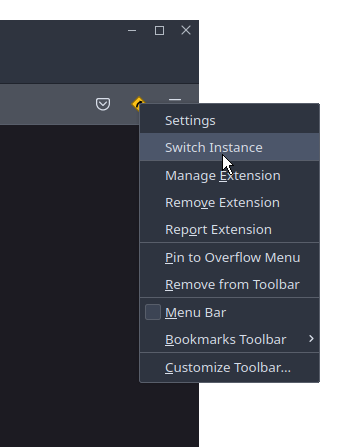 Settings
Switch Instance
Manage Extension
Remove Extension
Report Extension
Pin to Overflow Menu
Remove from Toolbar
Menu Bar
Bookmarks Toolbar
Customize Toolbar...